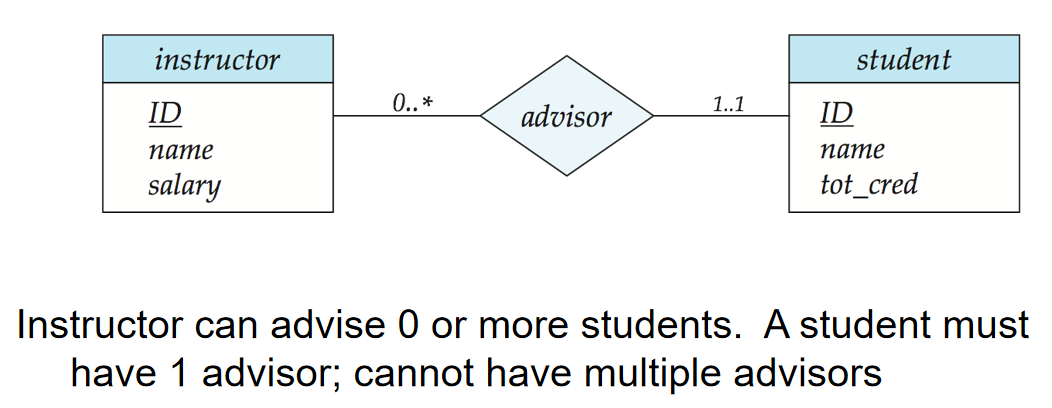 instructor
ID
name
salary
0..*
advisor
1..1
student
ID
name
tot_cred
Instructor can advise 0 or more students.  A student must
have 1 advisor; cannot have multiple advisors